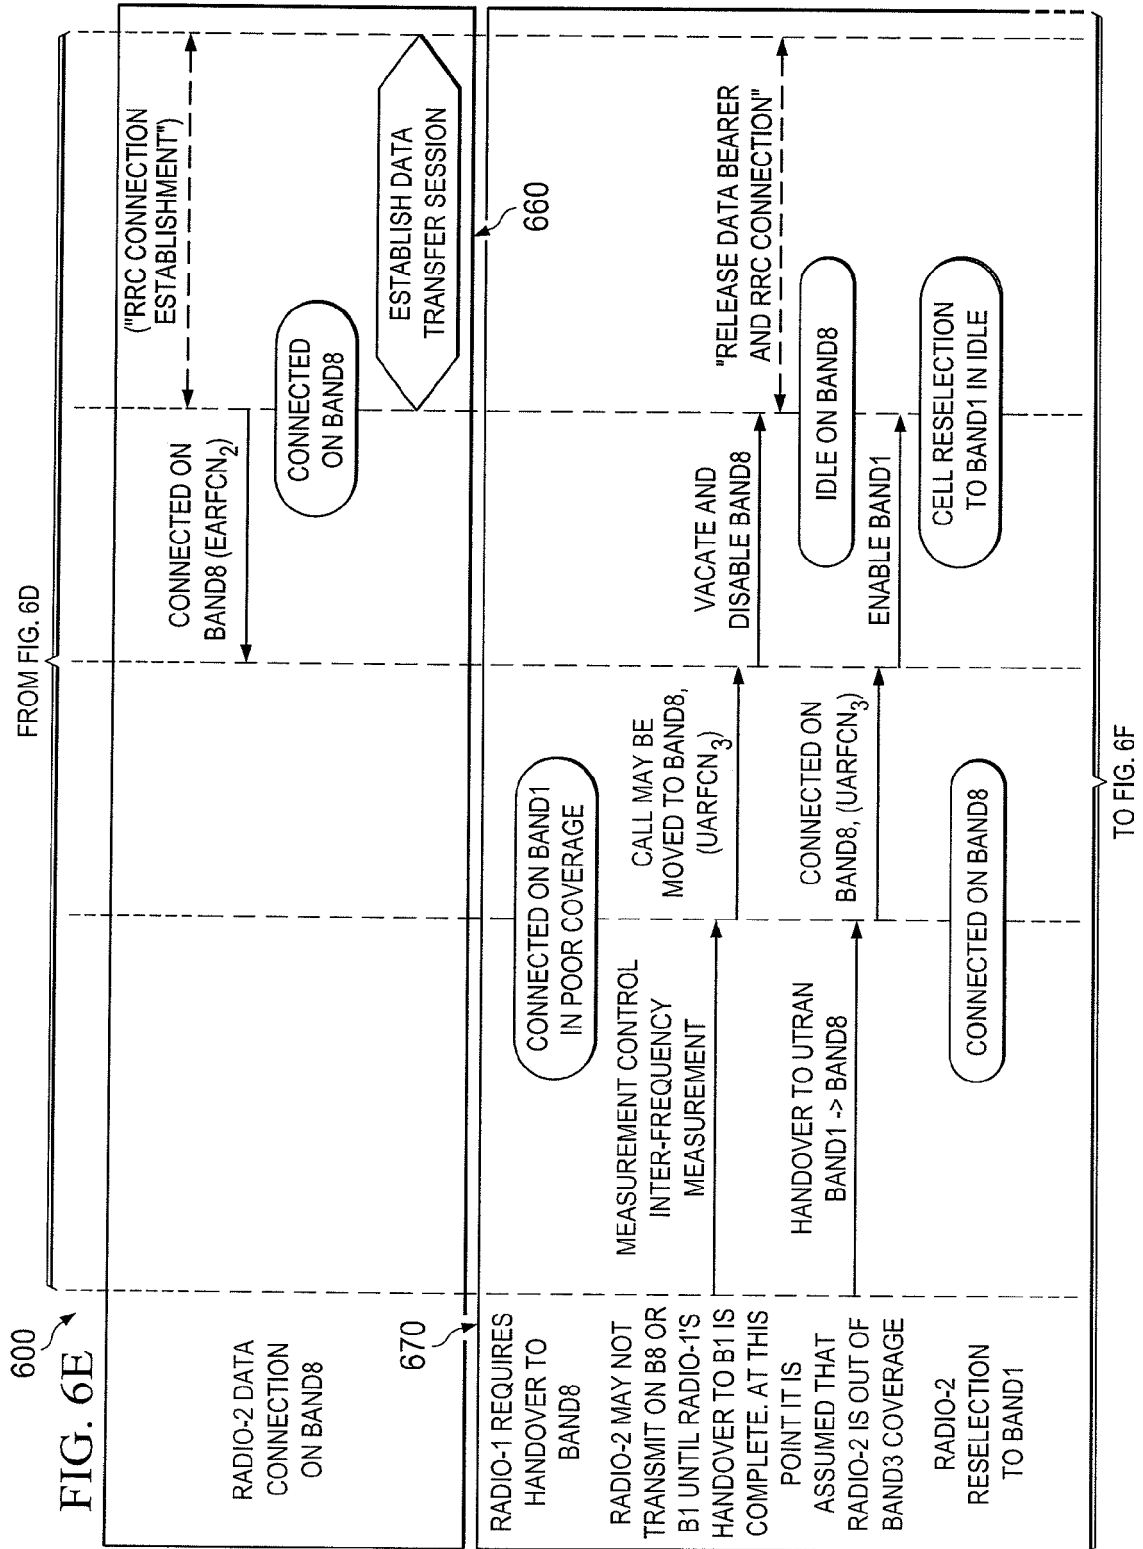 600
FIG. 6E
FROM FIG. 6D
RADIO-2 DATA
CONNECTION
ON BAND8
CONNECTED ON
BAND8 (EARFCN2)
("RRC CONNECTION
ESTABLISHMENT")
CONNECTED
ON BAND8
ESTABLISH DATA
TRANSFER SESSION
660
670
RADIO-1 REQUIRES
HANDOVER TO
BAND8
CONNECTED ON BAND1
IN POOR COVERAGE
RADIO-2 MAY NOT
TRANSMIT ON B8 OR
B1 UNTIL RADIO-1'S
HANDOVER TO B1 IS
COMPLETE. AT THIS
POINT IT IS
ASSUMED THAT
RADIO-2 IS OUT OF
BAND3 COVERAGE
MEASUREMENT CONTROL
INTER-FREQUENCY
MEASUREMENT
CALL MAY BE
MOVED TO BAND8,
(UARFCN3)
VACATE AND
DISABLE BAND8
"RELEASE DATA BEARER
AND RRC CONNECTION"
HANDOVER TO UTRAN
BAND1 -> BAND8
CONNECTED ON
BAND8, (UARFCN3)
IDLE ON BAND8
ENABLE BAND1
RADIO-2
RESELECTION
TO BAND1
CONNECTED ON BAND8
CELL RESELECTION
TO BAND1 IN IDLE
TO FIG. 6F